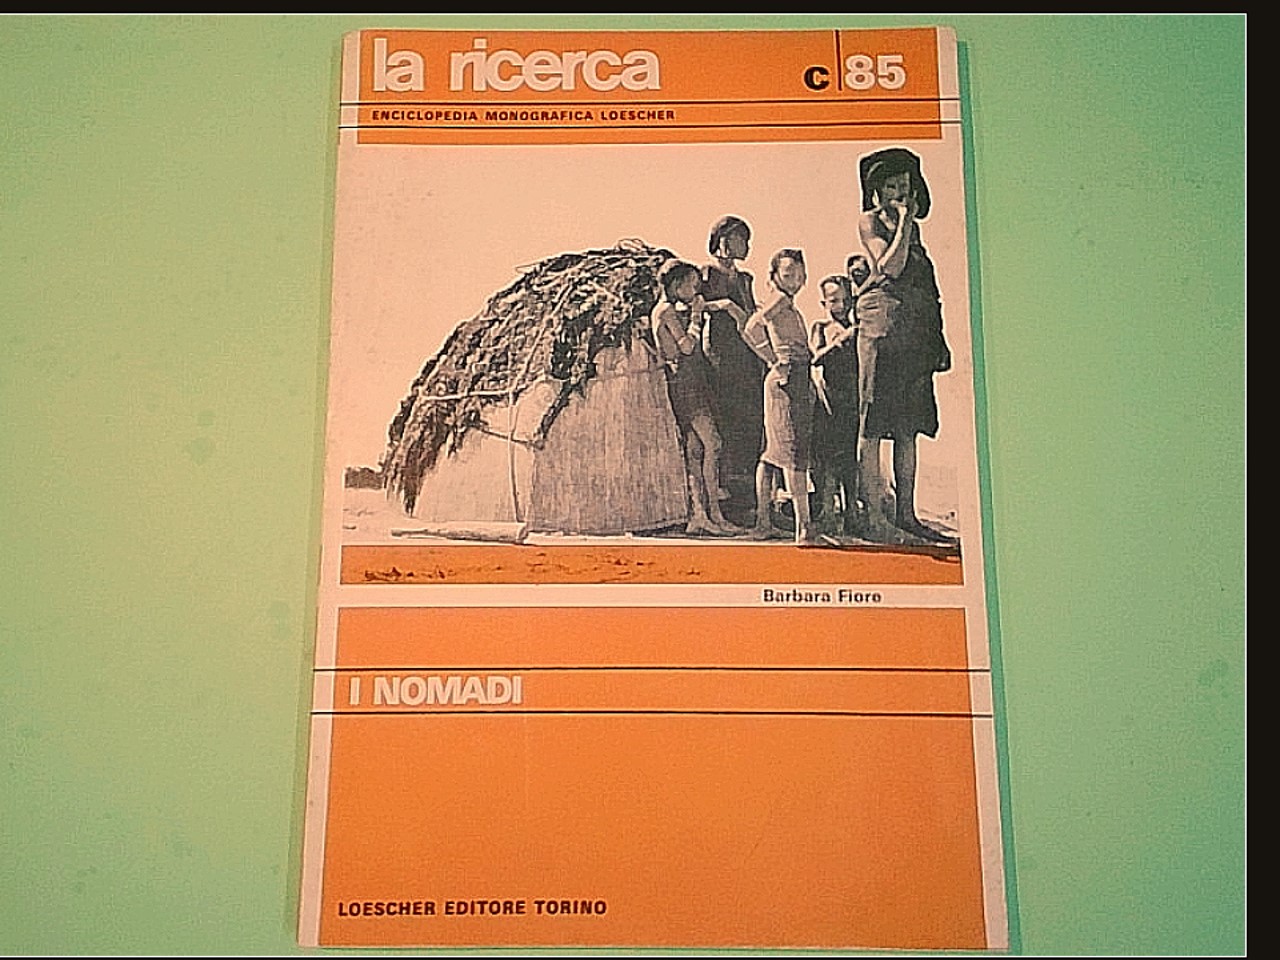 la ricerca
C 85
ENCICLOPEDIA MONOGRAFICA LOESCHER
Barbara Fiore
I NOMADI
LOESCHER EDITORE TORINO